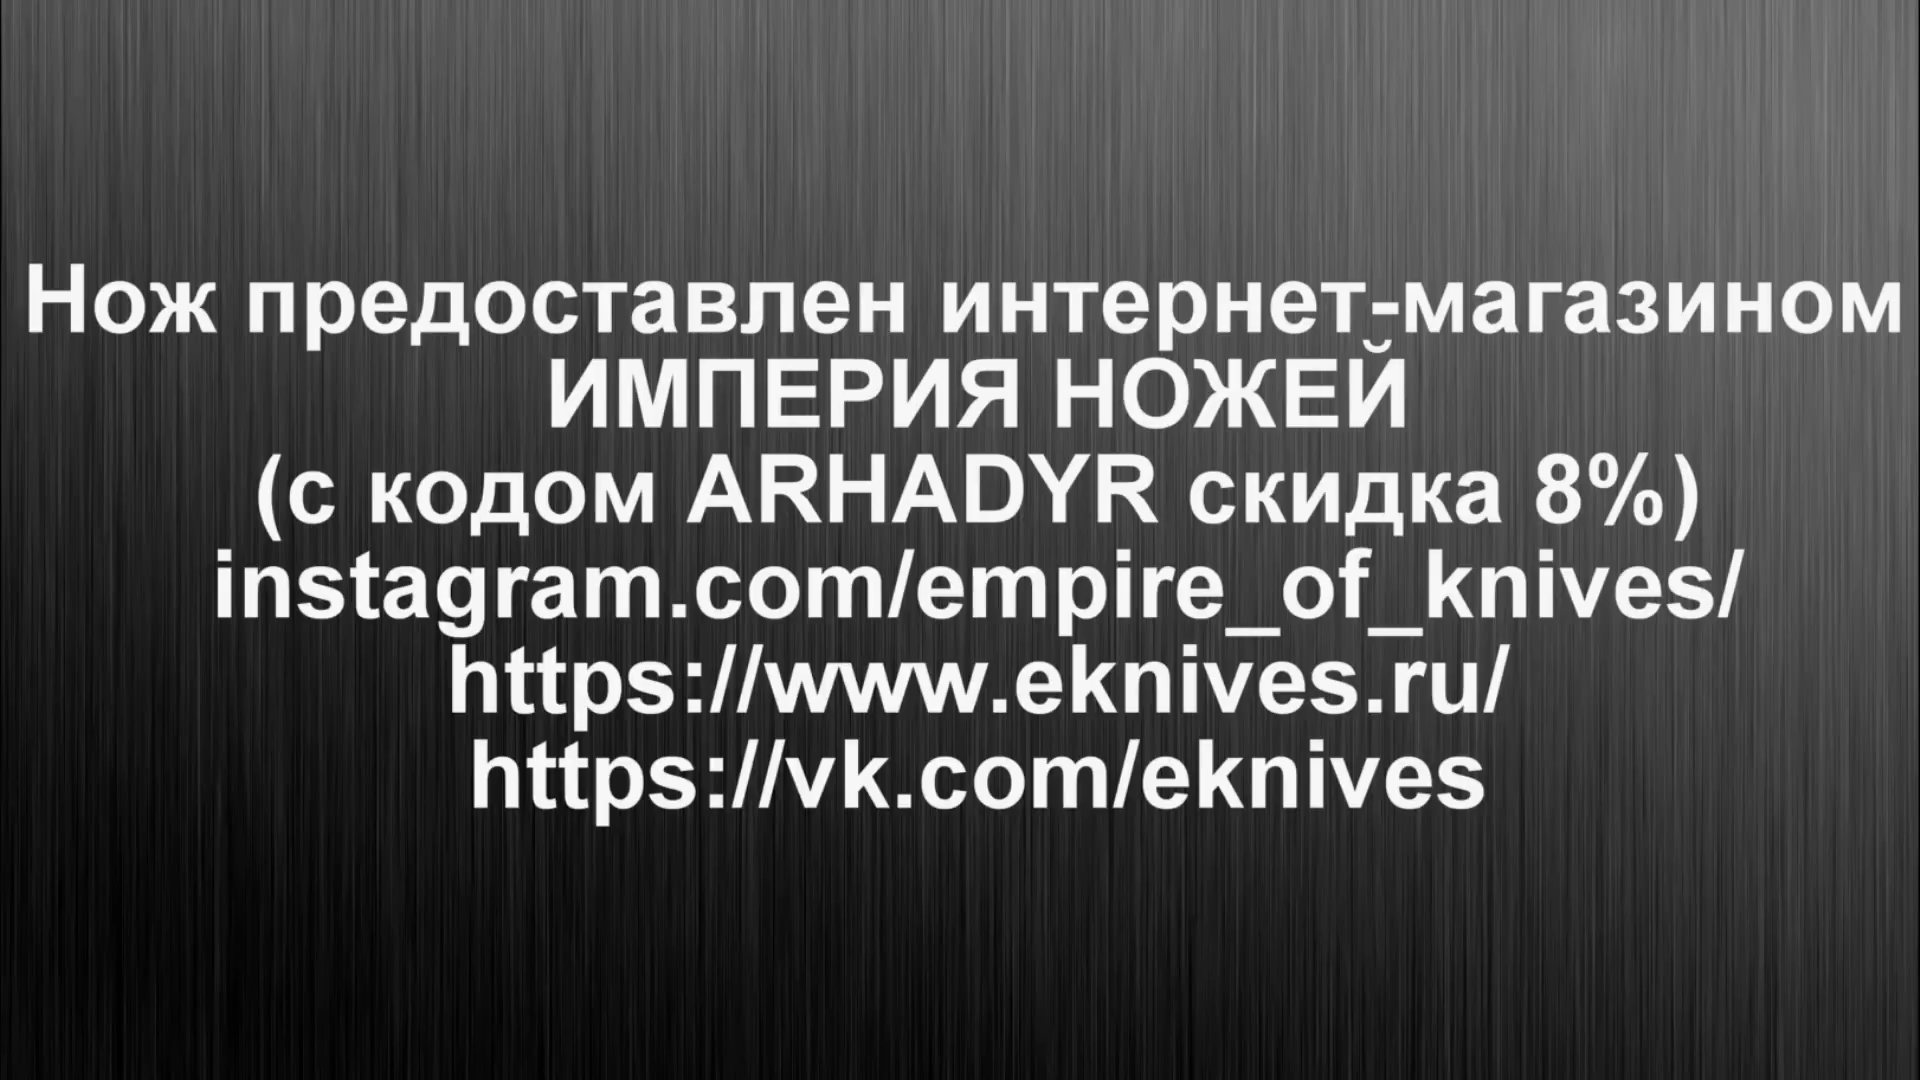 Нож предоставлен интернет-магазином
ИМПЕРИЯ НОЖЕЙ
(с кодом ARHADYR скидка 8%)
instagram.com/empire_of_knives/
https://www.eknives.ru/
https://vk.com/eknives